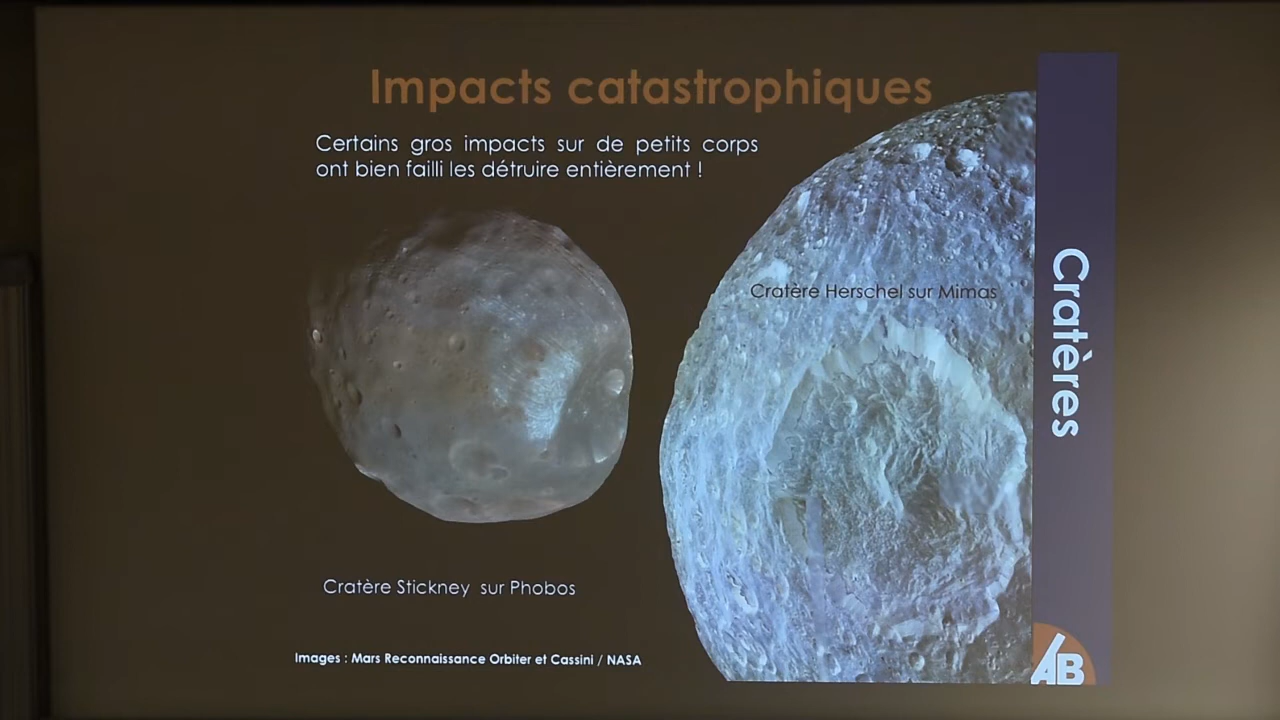 Impacts catastrophiques
Certains gros impacts sur de petits corps
ont bien failli les détruire entièrement !
Cratère Herschel sur Mimas
Cratères
Cratère Stickney sur Phobos
Images : Mars Reconnaissance Orbiter et Cassini / NASA
AB